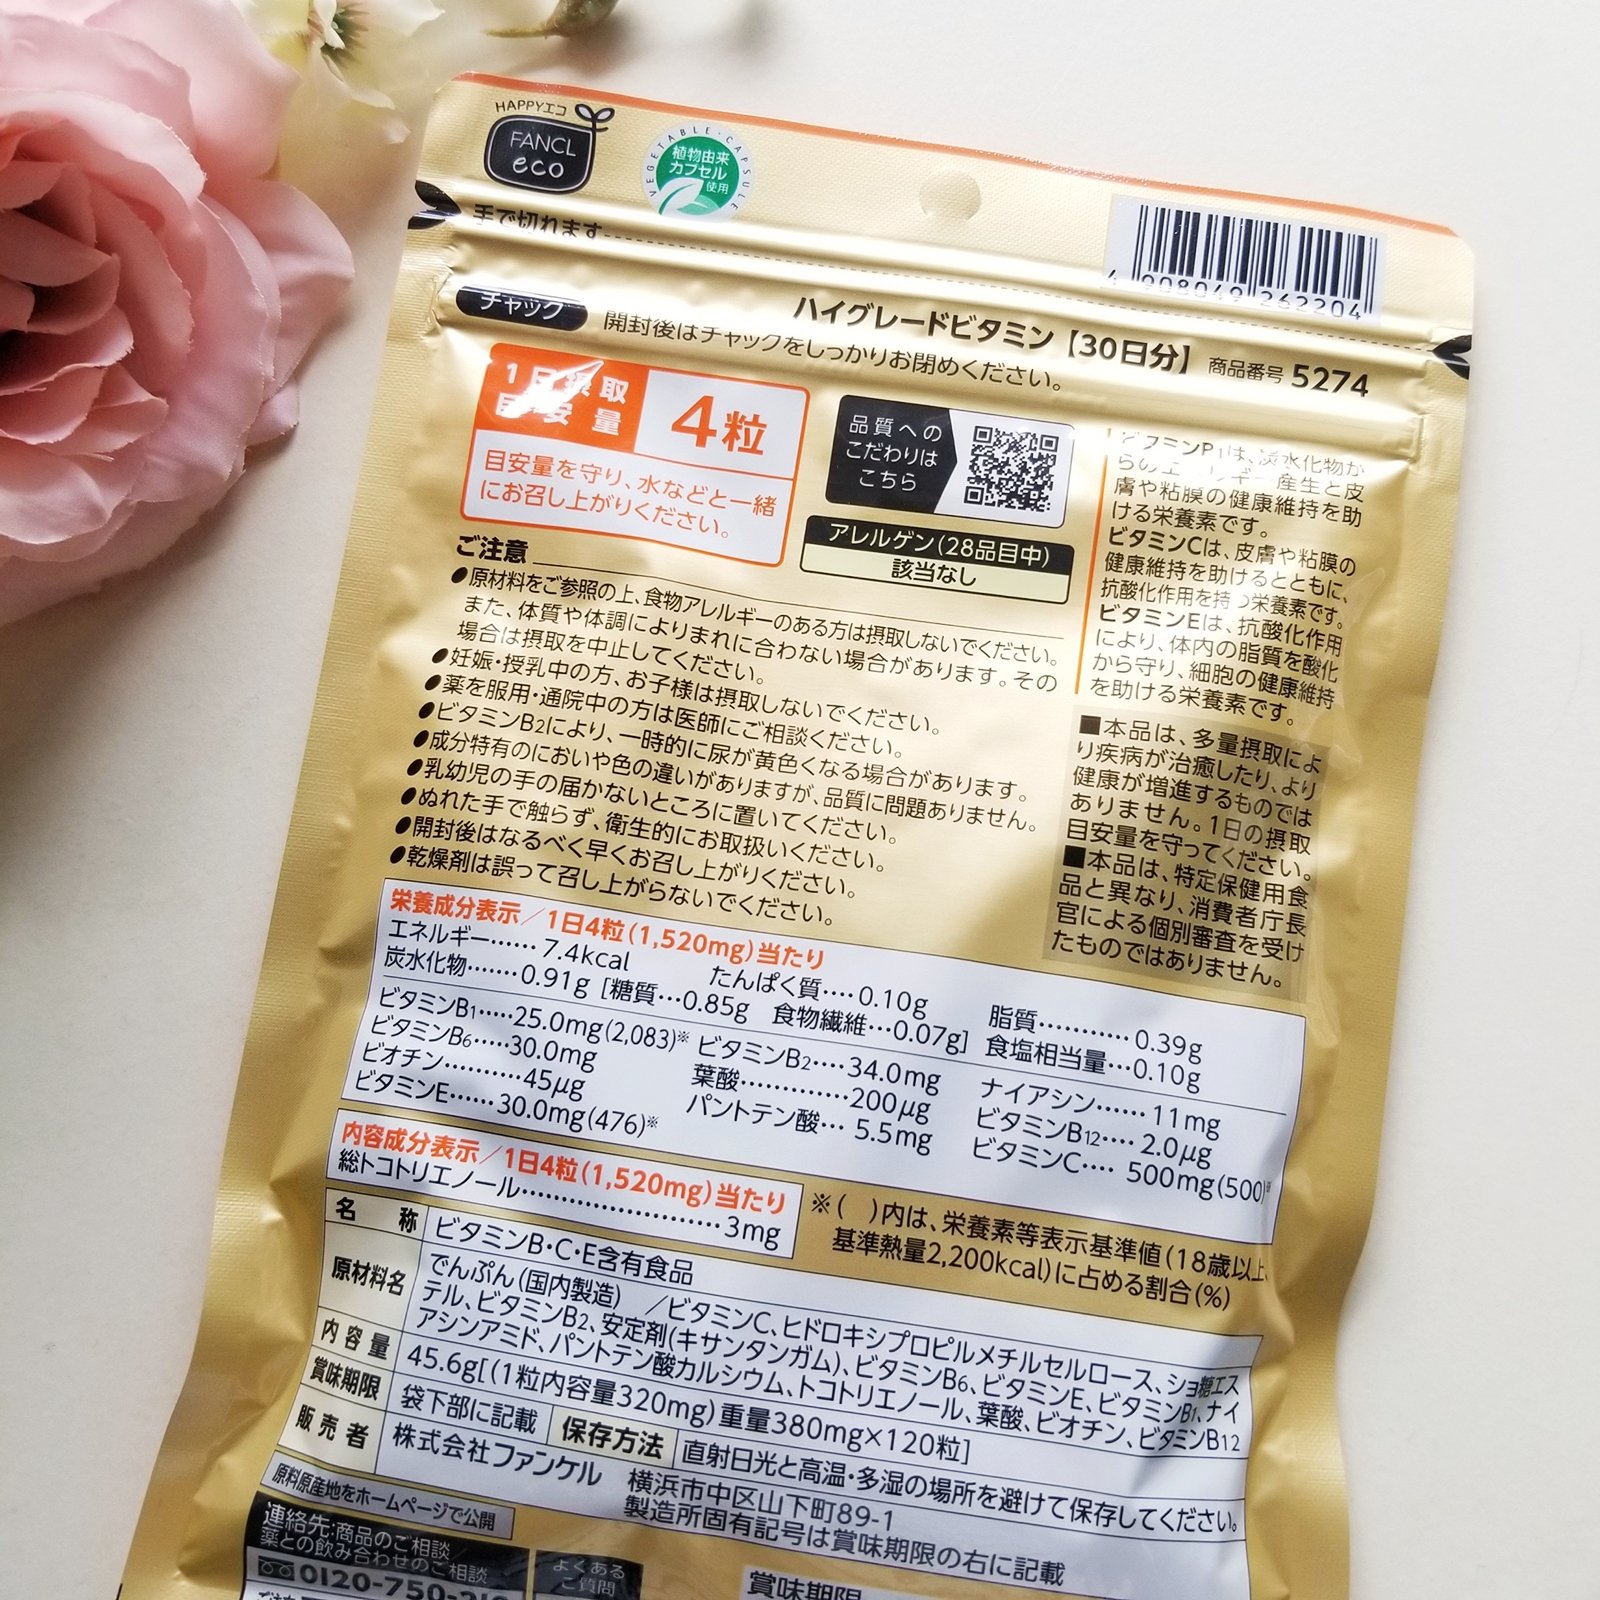 HAPPYエコ
FANCL
eco
VEGETABLE・CAPSULE
植物由来
カプセル
使用
手で切れます
4 908049 262204
チャック
ハイグレードビタミン【30日分】 商品番号 5274
開封後はチャックをしっかりお閉めください。
1日摂取
目安量
4粒
目安量を守り、水などと一緒
にお召し上がりください。
品質への
こだわりは
こちら
アレルゲン(28品目中)
該当なし
ご注意
●原材料をご参照の上、食物アレルギーのある方は摂取しないでください。
また、体質や体調によりまれに合わない場合があります。その
場合は摂取を中止してください。
●妊娠・授乳中の方、お子様は摂取しないでください。
●薬を服用・通院中の方は医師にご相談ください。
●ビタミンB2により、一時的に尿が黄色くなる場合があります。
●成分特有のにおいや色の違いがありますが、品質に問題ありません。
●乳幼児の手の届かないところに置いてください。
●ぬれた手で触らず、衛生的にお取扱いください。
●開封後はなるべく早くお召し上がりください。
●乾燥剤は誤って召し上がらないでください。
は、炭水化物か
産生と皮
膚や粘膜の健康維持を助
ける栄養素です。
ビタミンCは、皮膚や粘膜の
健康維持を助けるとともに、
抗酸化作用を持つ栄養素です。
ビタミンEは、抗酸化作用
により、体内の脂質を酸化
から守り、細胞の健康維持
を助ける栄養素です。
■本品は、多量摂取によ
り疾病が治癒したり、より
健康が増進するものでは
ありません。1日の摂取
目安量を守ってください。
■本品は、特定保健用食
品と異なり、消費者庁長
官による個別審査を受け
たものではありません。
栄養成分表示/1日4粒(1,520mg)当たり
エネルギー……7.4kcal たんぱく質…‥0.10g 脂質…………0.39g
炭水化物…….0.91g [糖質…0.85g 食物繊維…0.07g] 食塩相当量…0.10g
ビタミンB1…‥25.0mg(2,083)※ ビタミンB2…‥34.0mg ナイアシン……11mg
ビタミンB6…‥30.0mg 葉酸…………200μg ビタミンB12…‥2.0μg
ビオチン…………45μg パントテン酸…5.5mg ビタミンC…‥500mg(500)※
ビタミンE……30.0mg(476)※
内容成分表示/1日4粒(1,520mg)当たり
総トコトリエノール……………………3mg
※( )内は、栄養素等表示基準値(18歳以上、
基準熱量2,200kcal)に占める割合(%)
名称 ビタミンB・C・E含有食品
原材料名 でんぷん(国内製造) /ビタミンC、ヒドロキシプロピルメチルセルロース、ショ糖エス
テル、ビタミンB2、安定剤(キサンタンガム)、ビタミンB6、ビタミンE、ビタミンB1、ナイ
アシンアミド、パントテン酸カルシウム、トコトリエノール、葉酸、ビオチン、ビタミンB12
内容量 45.6g[(1粒内容量320mg)重量380mg×120粒]
賞味期限 袋下部に記載 保存方法 直射日光と高温・多湿の場所を避けて保存してください。
販売者 株式会社ファンケル 横浜市中区山下町89-1
製造所固有記号は賞味期限の右に記載
原料原産地をホームページで公開
連絡先:商品のご相談/
薬との飲み合わせのご相談
0120-750-210
よくある
ご質問
賞味期限